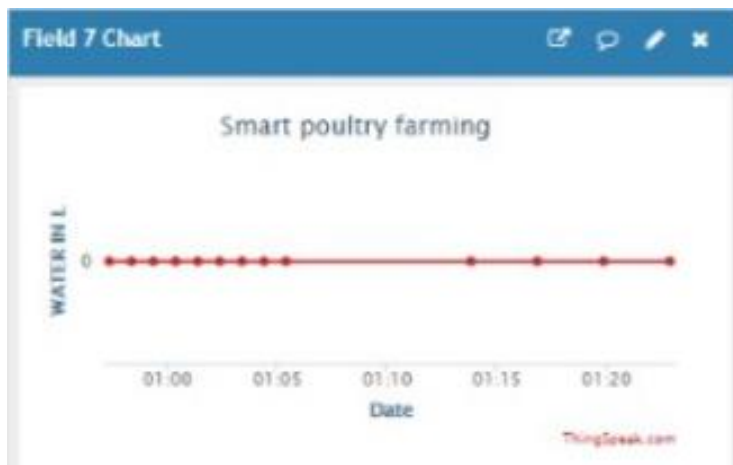 Field 7 Chart
Smart poultry farming
WATER IN L
0
01:00 01:05 01:10 01:15 01:20
Date
ThingSpeak.com